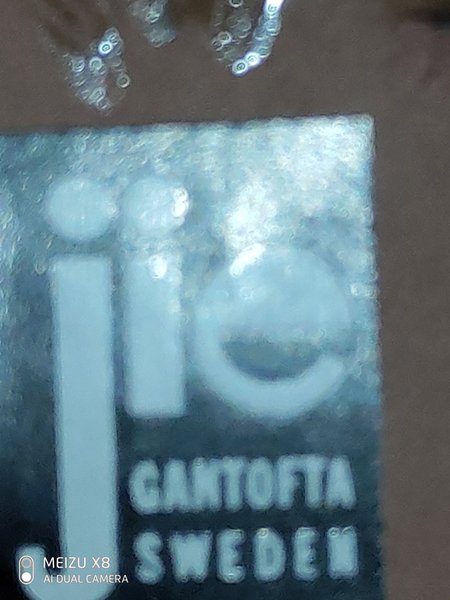 jie
GANTOFTA
SWEDEN
MEIZU X8
AI DUAL CAMERA